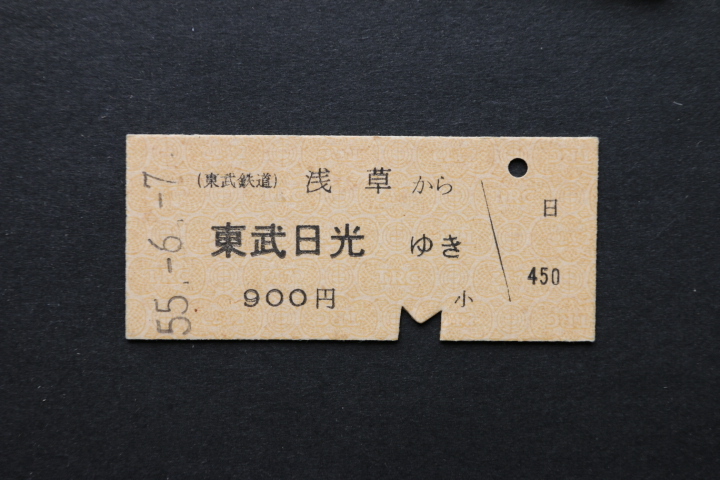 55.-6.-7.
(東武鉄道) 浅草から
東武日光 ゆき
900円 小
日
450